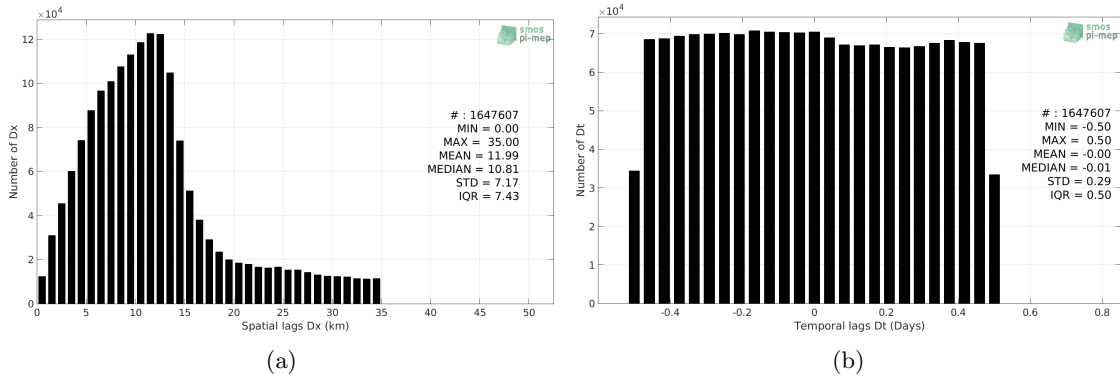 ×10⁴
12
10
8
6
4
2
0
Number of Dx
0 5 10 15 20 25 30 35 40 45 50
Spatial lags Dx (km)
smos
pi-mep
# : 1647607
MIN = 0.00
MAX = 35.00
MEAN = 11.99
MEDIAN = 10.81
STD = 7.17
IQR = 7.43
(a)
×10⁴
7
6
5
4
3
2
1
0
Number of Dt
-0.4 -0.2 0 0.2 0.4 0.6 0.8
Temporal lags Dt (Days)
smos
pi-mep
# : 1647607
MIN = -0.50
MAX = 0.50
MEAN = -0.00
MEDIAN = -0.01
STD = 0.29
IQR = 0.50
(b)